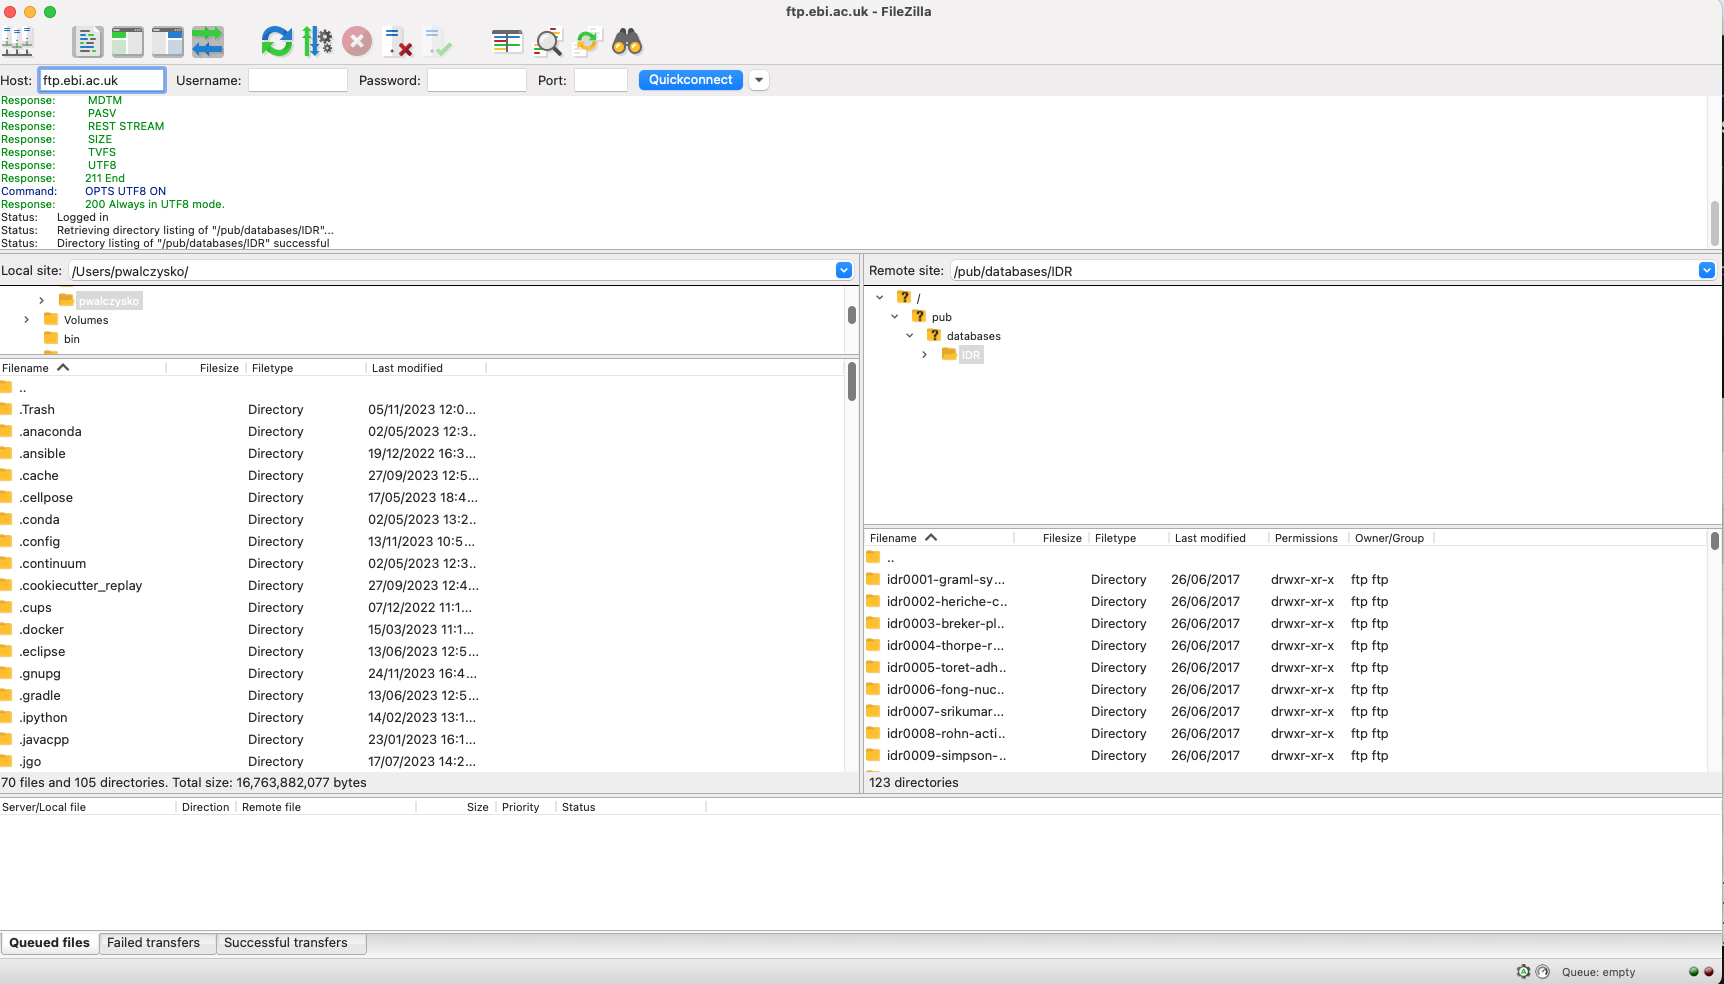 ftp.ebi.ac.uk - FileZilla
Host: ftp.ebi.ac.uk Username: Password: Port: Quickconnect
Response: MDTM
Response: PASV
Response: REST STREAM
Response: SIZE
Response: TVFS
Response: UTF8
Response: 211 End
Command: OPTS UTF8 ON
Response: 200 Always in UTF8 mode.
Status: Logged in
Status: Retrieving directory listing of "/pub/databases/IDR"...
Status: Directory listing of "/pub/databases/IDR" successful
Local site: /Users/pwalczysko/
pwalczysko
Volumes
bin
Filename Filesize Filetype Last modified
..
.Trash Directory 05/11/2023 12:0...
.anaconda Directory 02/05/2023 12:3..
.ansible Directory 19/12/2022 16:3...
.cache Directory 27/09/2023 12:5...
.cellpose Directory 17/05/2023 18:4...
.conda Directory 02/05/2023 13:2..
.config Directory 13/11/2023 10:5...
.continuum Directory 02/05/2023 12:3..
.cookiecutter_replay Directory 27/09/2023 12:4...
.cups Directory 07/12/2022 11:1...
.docker Directory 15/03/2023 11:1...
.eclipse Directory 13/06/2023 12:5...
.gnupg Directory 24/11/2023 16:4...
.gradle Directory 13/06/2023 12:5...
.ipython Directory 14/02/2023 13:1...
.javacpp Directory 23/01/2023 16:1...
.jgo Directory 17/07/2023 14:2...
70 files and 105 directories. Total size: 16,763,882,077 bytes
Remote site: /pub/databases/IDR
/
pub
databases
IDR
Filename Filesize Filetype Last modified Permissions Owner/Group
..
idr0001-graml-sy... Directory 26/06/2017 drwxr-xr-x ftp ftp
idr0002-heriche-c.. Directory 26/06/2017 drwxr-xr-x ftp ftp
idr0003-breker-pl.. Directory 26/06/2017 drwxr-xr-x ftp ftp
idr0004-thorpe-r... Directory 26/06/2017 drwxr-xr-x ftp ftp
idr0005-toret-adh.. Directory 26/06/2017 drwxr-xr-x ftp ftp
idr0006-fong-nuc.. Directory 26/06/2017 drwxr-xr-x ftp ftp
idr0007-srikumar... Directory 26/06/2017 drwxr-xr-x ftp ftp
idr0008-rohn-acti.. Directory 26/06/2017 drwxr-xr-x ftp ftp
idr0009-simpson-.. Directory 26/06/2017 drwxr-xr-x ftp ftp
123 directories
Server/Local file Direction Remote file Size Priority Status
Queued files Failed transfers Successful transfers
Queue: empty